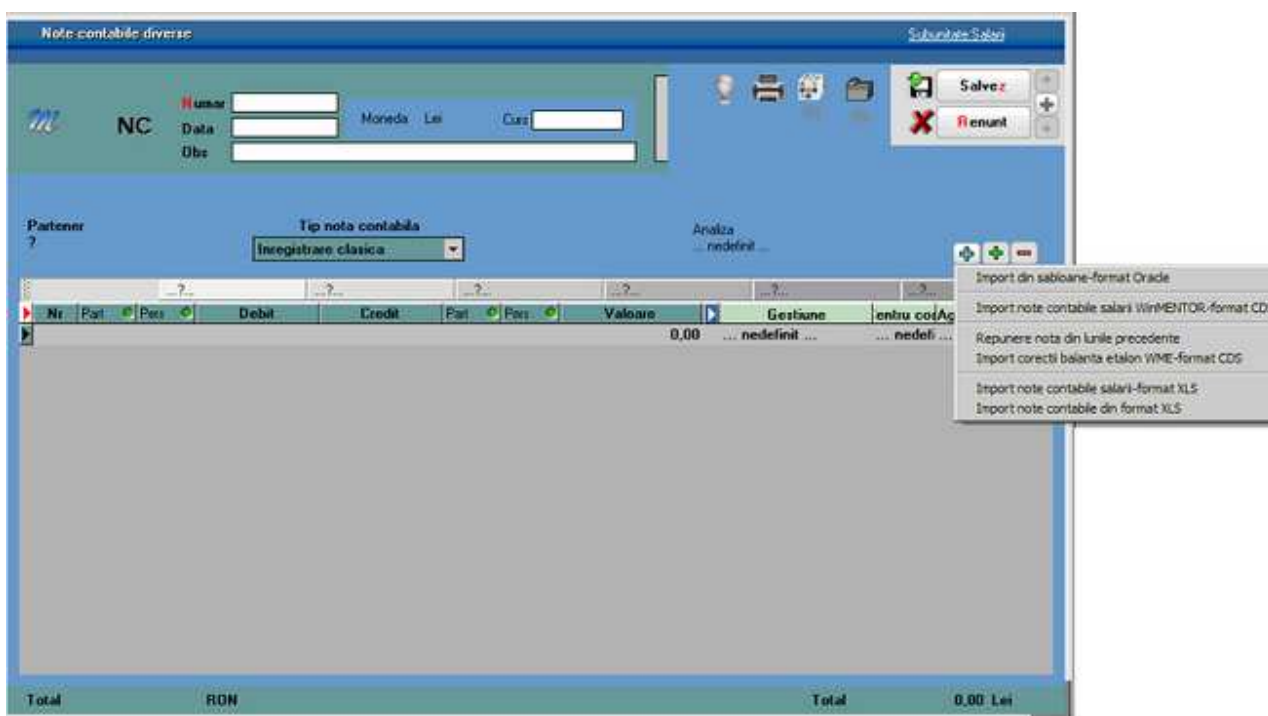 Note contabile diverse Subunitate Salarii
m NC Numar Moneda Lei Curs Salvez
Data Renunt
Obs
Partener Tip nota contabila Analiza
? Inregistrare clasica ... nedefinit ...
...?... ...?... ...?... ...?... ...?... ...?...
Nr Part Pers Debit Credit Part Pers Valoare Gestiune entru cos Ag
0,00 ... nedefinit ... ... nedefi ...
Import din sabloane-format Oracle
Import note contabile salarii WinMENTOR-format CDS
Repunere nota din lunile precedente
Import corectii balanta etalon WME-format CDS
Import note contabile salarii-format XLS
Import note contabile din format XLS
Total RON Total 0,00 Lei